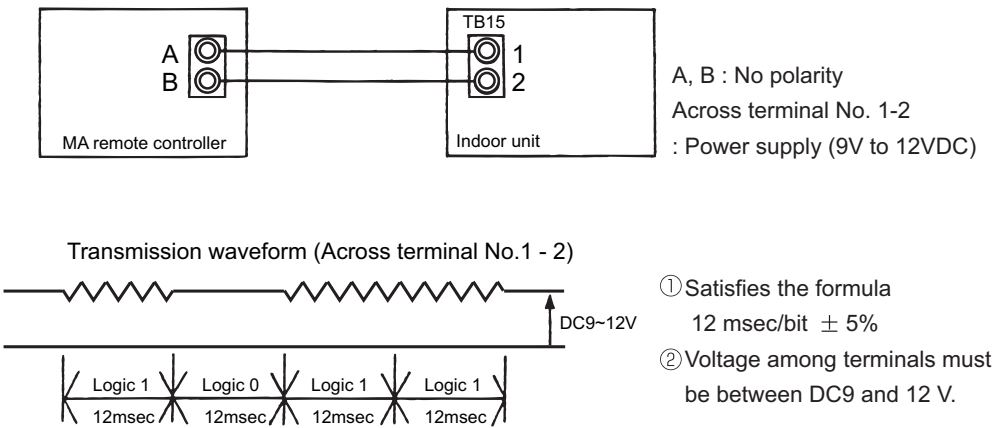 TB15
A
B
1
2
MA remote controller
Indoor unit
A, B : No polarity
Across terminal No. 1-2
: Power supply (9V to 12VDC)
Transmission waveform (Across terminal No.1 - 2)
DC9~12V
Logic 1
Logic 0
Logic 1
Logic 1
12msec
12msec
12msec
12msec
①Satisfies the formula
12 msec/bit ± 5%
②Voltage among terminals must
be between DC9 and 12 V.